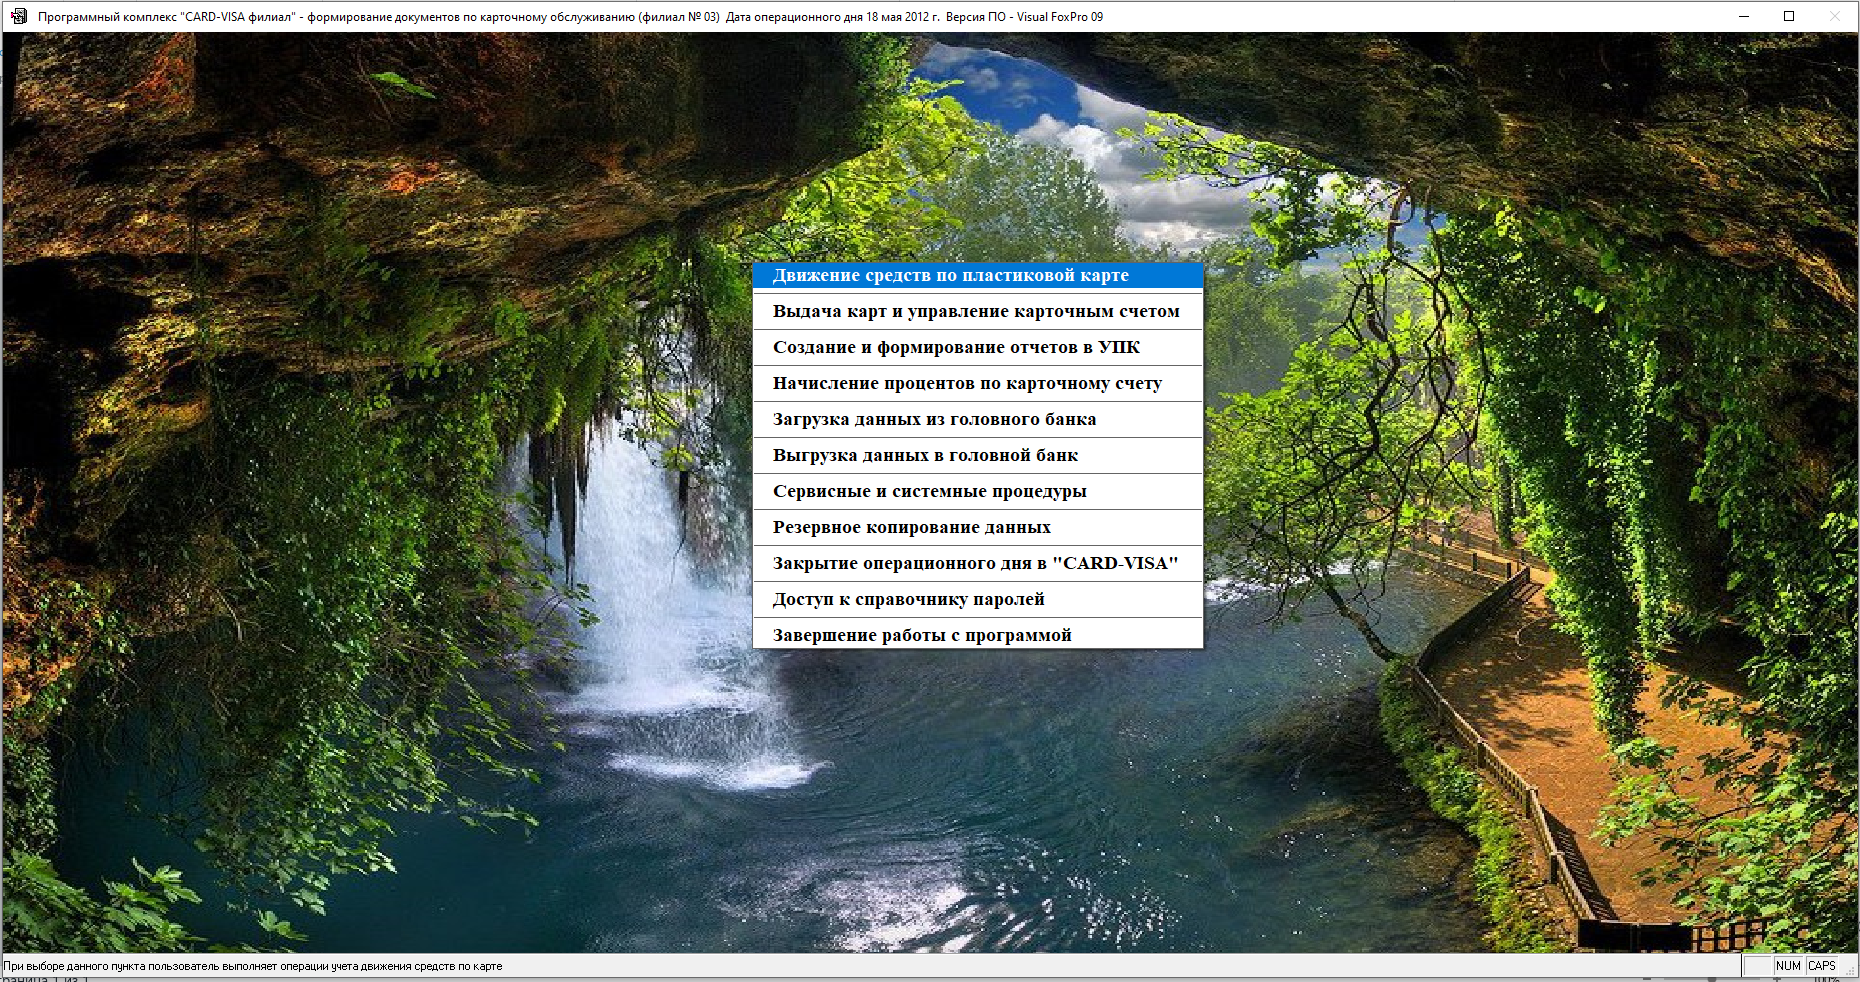 Программный комплекс "CARD-VISA филиал" - формирование документов по карточному обслуживанию (филиал № 03)  Дата операционного дня 18 мая 2012 г.  Версия ПО - Visual FoxPro 09
Движение средств по пластиковой карте
Выдача карт и управление карточным счетом
Создание и формирование отчетов в УПК
Начисление процентов по карточному счету
Загрузка данных из головного банка
Выгрузка данных в головной банк
Сервисные и системные процедуры
Резервное копирование данных
Закрытие операционного дня в "CARD-VISA"
Доступ к справочнику паролей
Завершение работы с программой
При выборе данного пункта пользователь выполняет операции учета движения средств по карте
NUM CAPS